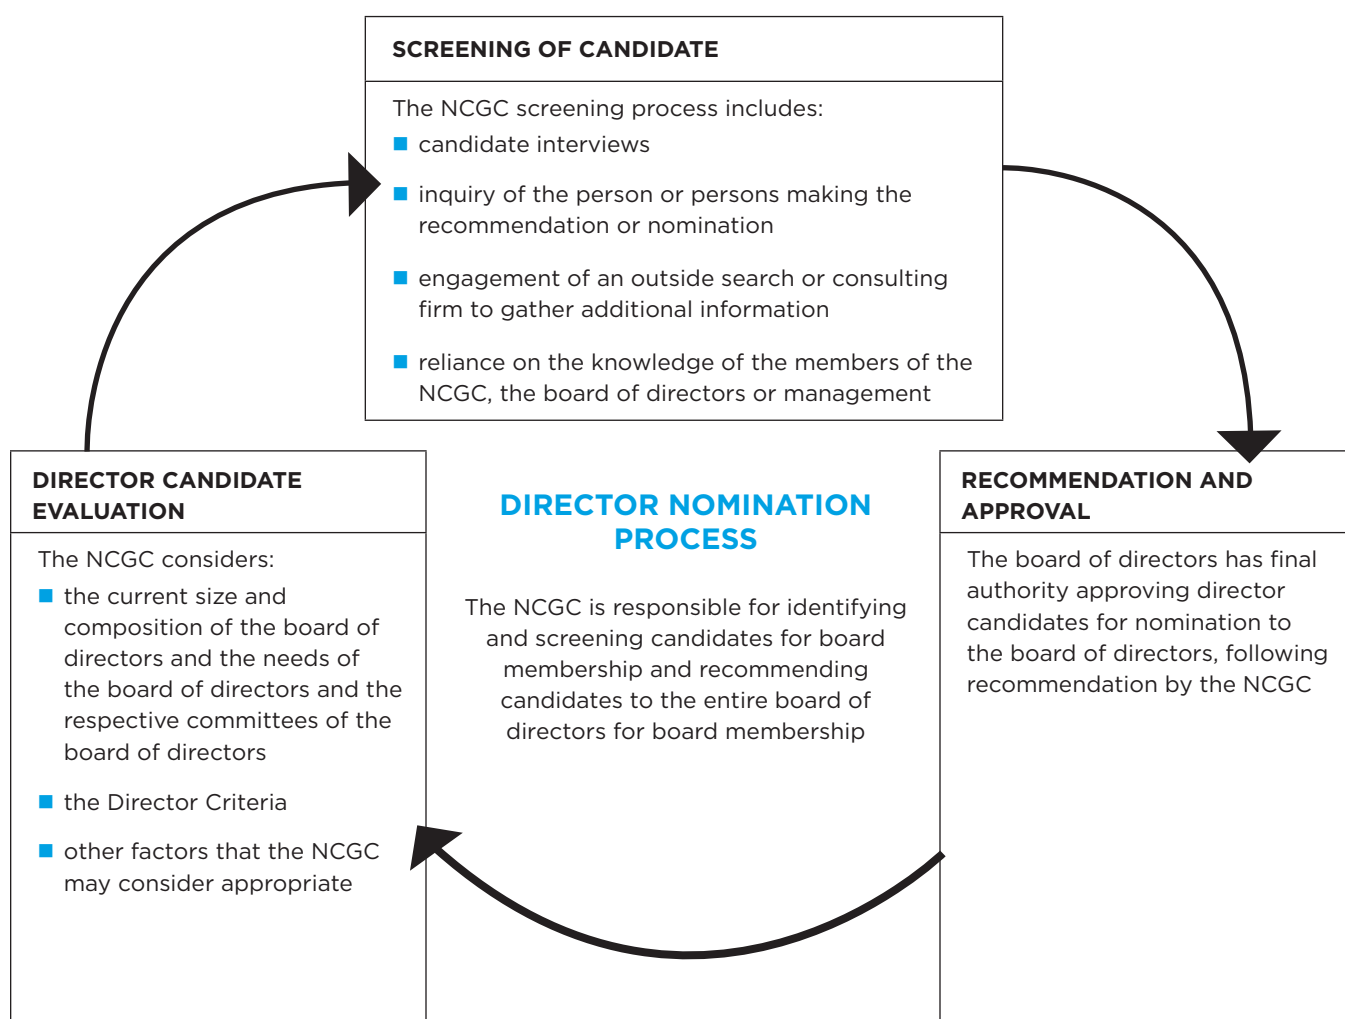 SCREENING OF CANDIDATE
The NCGC screening process includes:
candidate interviews
inquiry of the person or persons making the
recommendation or nomination
engagement of an outside search or consulting
firm to gather additional information
reliance on the knowledge of the members of the
NCGC, the board of directors or management
DIRECTOR CANDIDATE
EVALUATION
The NCGC considers:
the current size and
composition of the board of
directors and the needs of
the board of directors and the
respective committees of the
board of directors
the Director Criteria
other factors that the NCGC
may consider appropriate
DIRECTOR NOMINATION
PROCESS
The NCGC is responsible for identifying
and screening candidates for board
membership and recommending
candidates to the entire board of
directors for board membership
RECOMMENDATION AND
APPROVAL
The board of directors has final
authority approving director
candidates for nomination to
the board of directors, following
recommendation by the NCGC